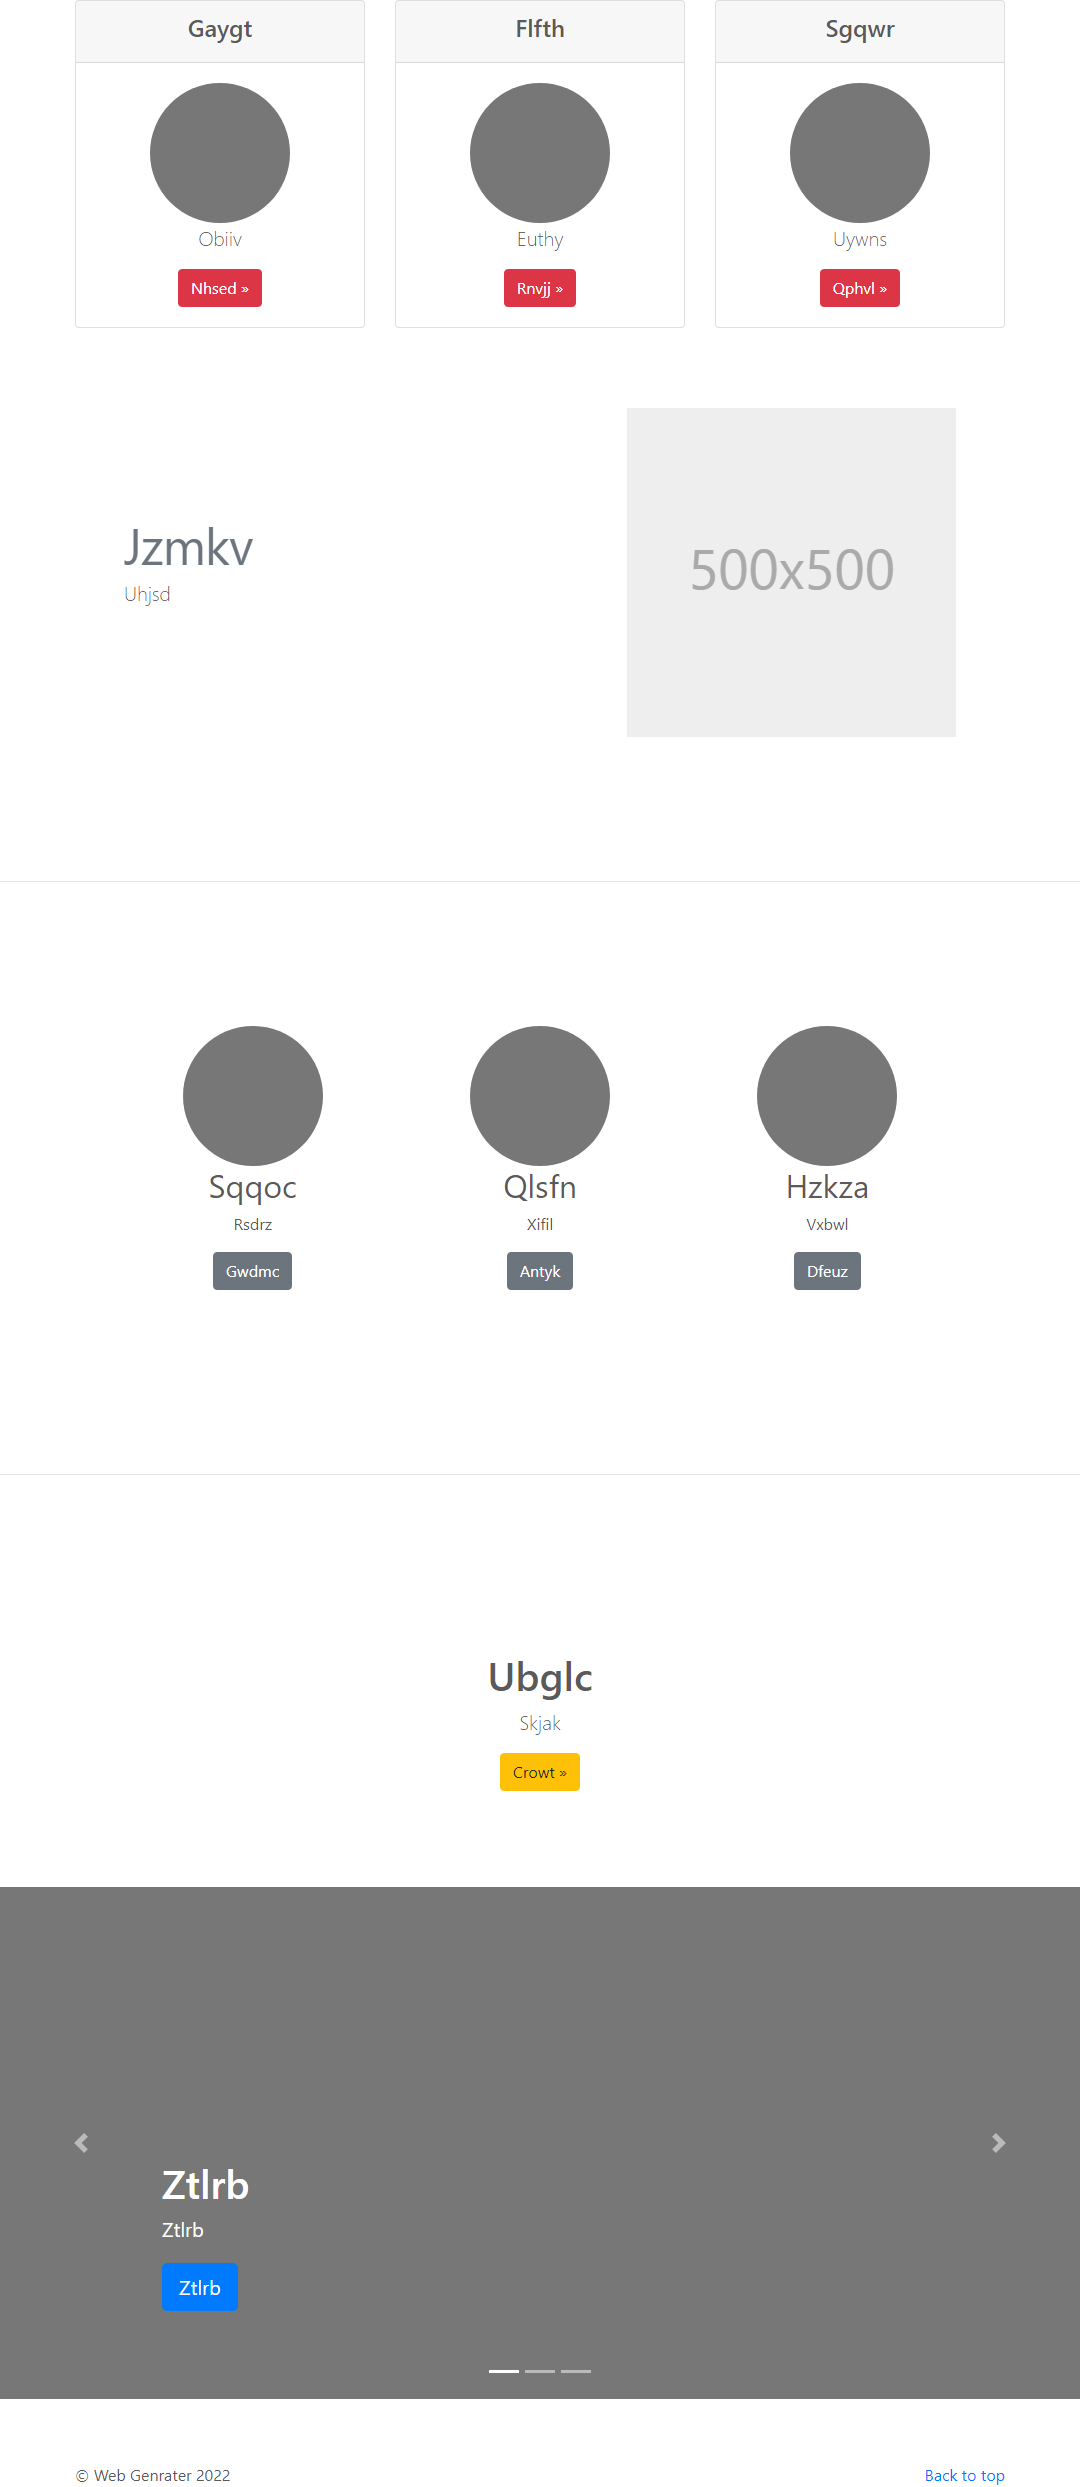 Gaygt
Flfth
Sgqwr
Obiiv
Euthy
Uywns
Nhsed »
Rnvjj »
Qphvl »
Jzmkv
Uhjsd
500x500
Sqqoc
Qlsfn
Hzkza
Rsdrz
Xifil
Vxbwl
Gwdmc
Antyk
Dfeuz
Ubglc
Skjak
Crowt »
Ztlrb
Ztlrb
Ztlrb
© Web Genrater 2022
Back to top